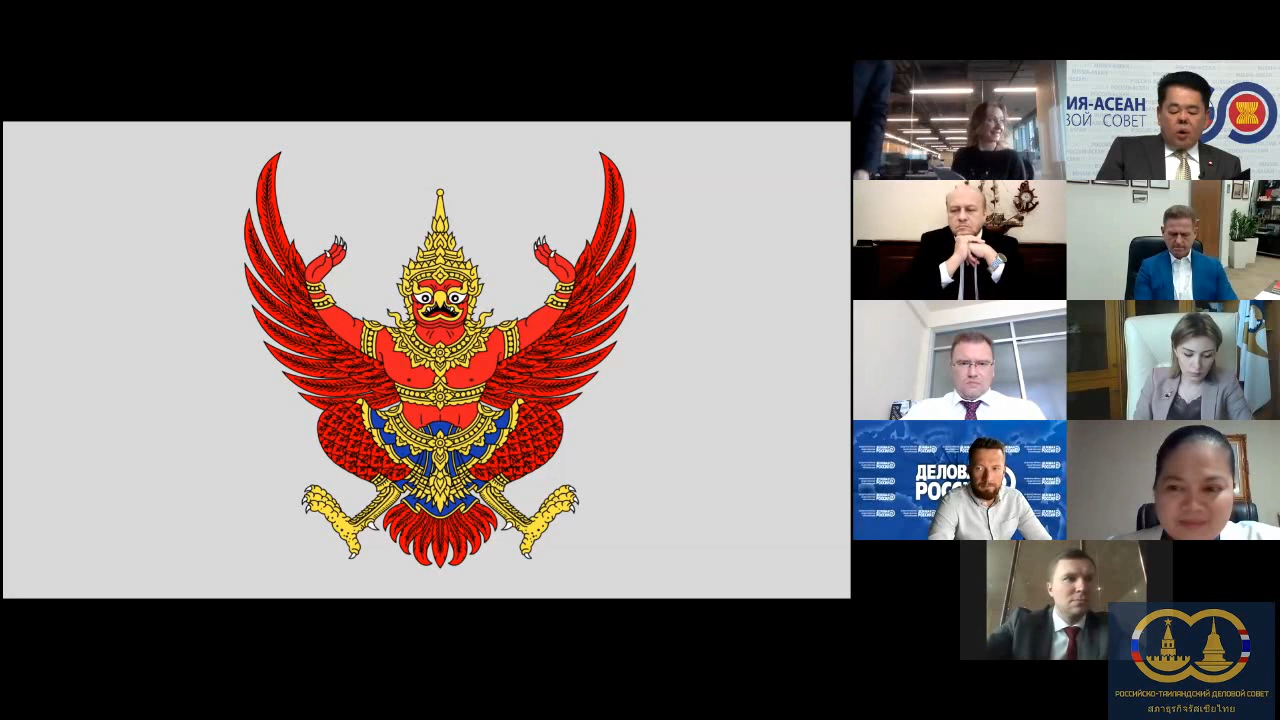 ИЯ-АСЕАН
ВОЙ СОВЕТ
ДЕЛОВА
РОСС
РОССИЙСКО-ТАИЛАНДСКИЙ ДЕЛОВОЙ СОВЕТ
สภาธุรกิจรัสเซียไทย